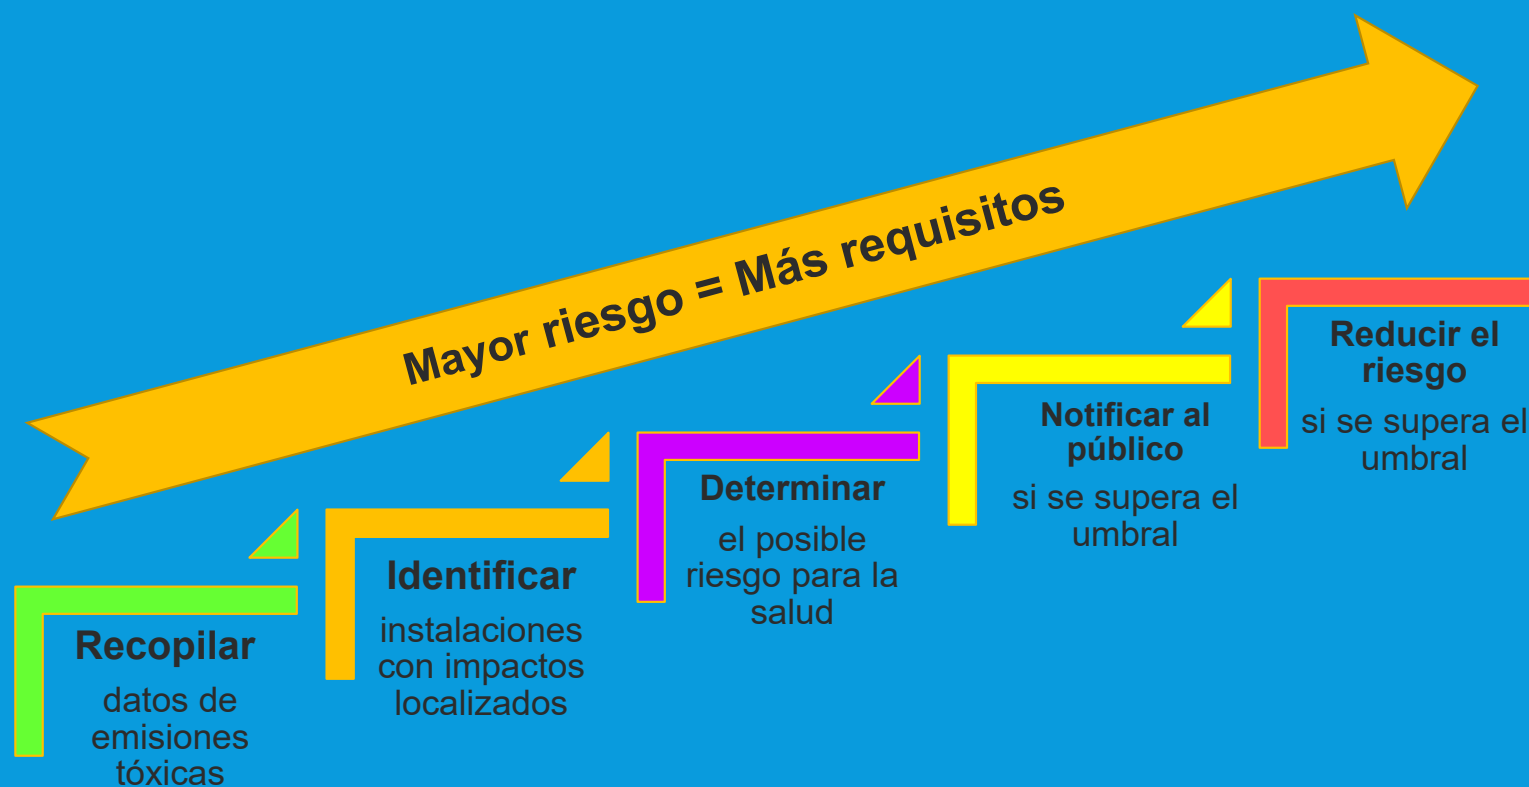 Mayor riesgo = Más requisitos
Recopilar
datos de
emisiones
tóxicas
Identificar
instalaciones
con impactos
localizados
Determinar
el posible
riesgo para la
salud
Notificar al
público
si se supera el
umbral
Reducir el
riesgo
si se supera el
umbral